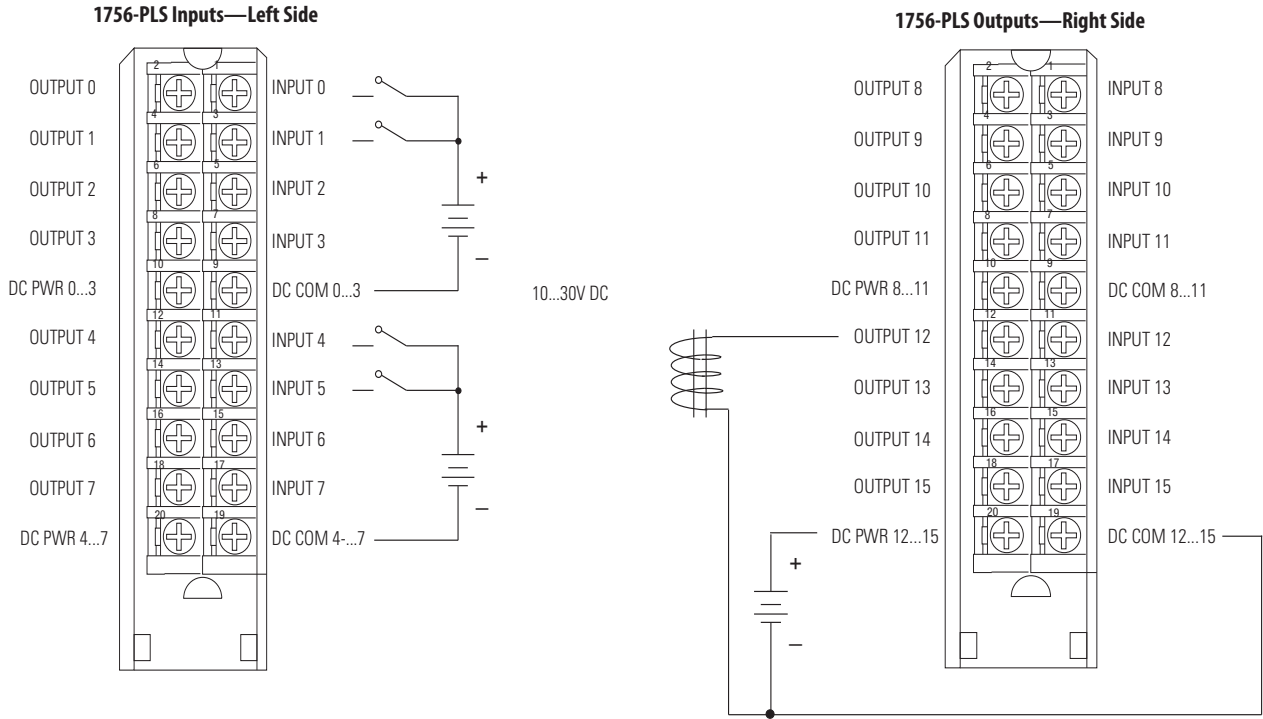 1756-PLS Inputs—Left Side
OUTPUT 0 2 1 INPUT 0
OUTPUT 1 4 3 INPUT 1
OUTPUT 2 6 5 INPUT 2 +
OUTPUT 3 8 7 INPUT 3 –
DC PWR 0...3 10 9 DC COM 0...3
OUTPUT 4 12 11 INPUT 4
OUTPUT 5 14 13 INPUT 5
OUTPUT 6 16 15 INPUT 6 +
OUTPUT 7 18 17 INPUT 7 –
DC PWR 4...7 20 19 DC COM 4-...7
10...30V DC
1756-PLS Outputs—Right Side
OUTPUT 8 2 1 INPUT 8
OUTPUT 9 4 3 INPUT 9
OUTPUT 10 6 5 INPUT 10
OUTPUT 11 8 7 INPUT 11
DC PWR 8...11 10 9 DC COM 8...11
OUTPUT 12 12 11 INPUT 12
OUTPUT 13 14 13 INPUT 13
OUTPUT 14 16 15 INPUT 14
OUTPUT 15 18 17 INPUT 15
DC PWR 12...15 20 19 DC COM 12...15
+
–